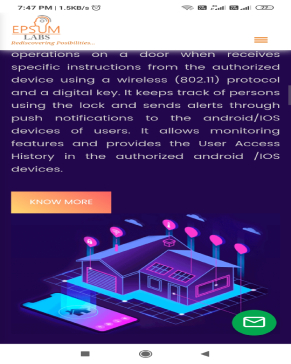 7:47 PM | 1.5KB/s
EPSUM
LABS
ReDiscovering Posibilities...
operations on a door when receives
specific instructions from the authorized
device using a wireless (802.11) protocol
and a digital key. It keeps track of persons
using the lock and sends alerts through
push notifications to the android/IOS
devices of users. It allows monitoring
features and provides the User Access
History in the authorized android /IOS
devices.
KNOW MORE